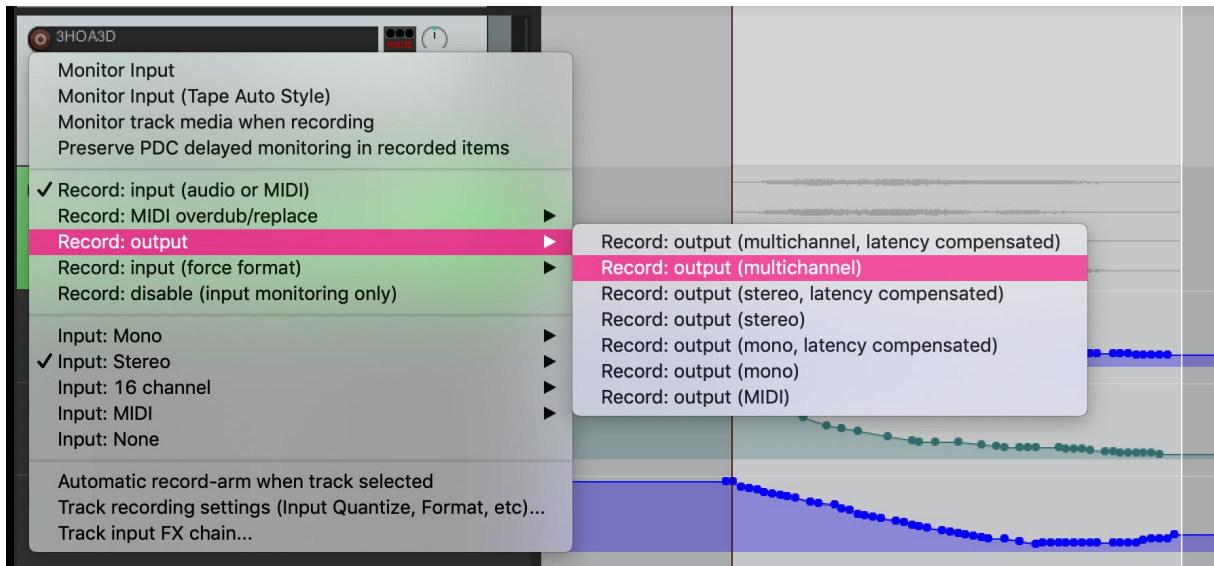 3HOA3D
ROUTE
Monitor Input
Monitor Input (Tape Auto Style)
Monitor track media when recording
Preserve PDC delayed monitoring in recorded items
Record: input (audio or MIDI)
Record: MIDI overdub/replace
Record: output
Record: input (force format)
Record: disable (input monitoring only)
Input: Mono
Input: Stereo
Input: 16 channel
Input: MIDI
Input: None
Automatic record-arm when track selected
Track recording settings (Input Quantize, Format, etc)...
Track input FX chain...
Record: output (multichannel, latency compensated)
Record: output (multichannel)
Record: output (stereo, latency compensated)
Record: output (stereo)
Record: output (mono, latency compensated)
Record: output (mono)
Record: output (MIDI)